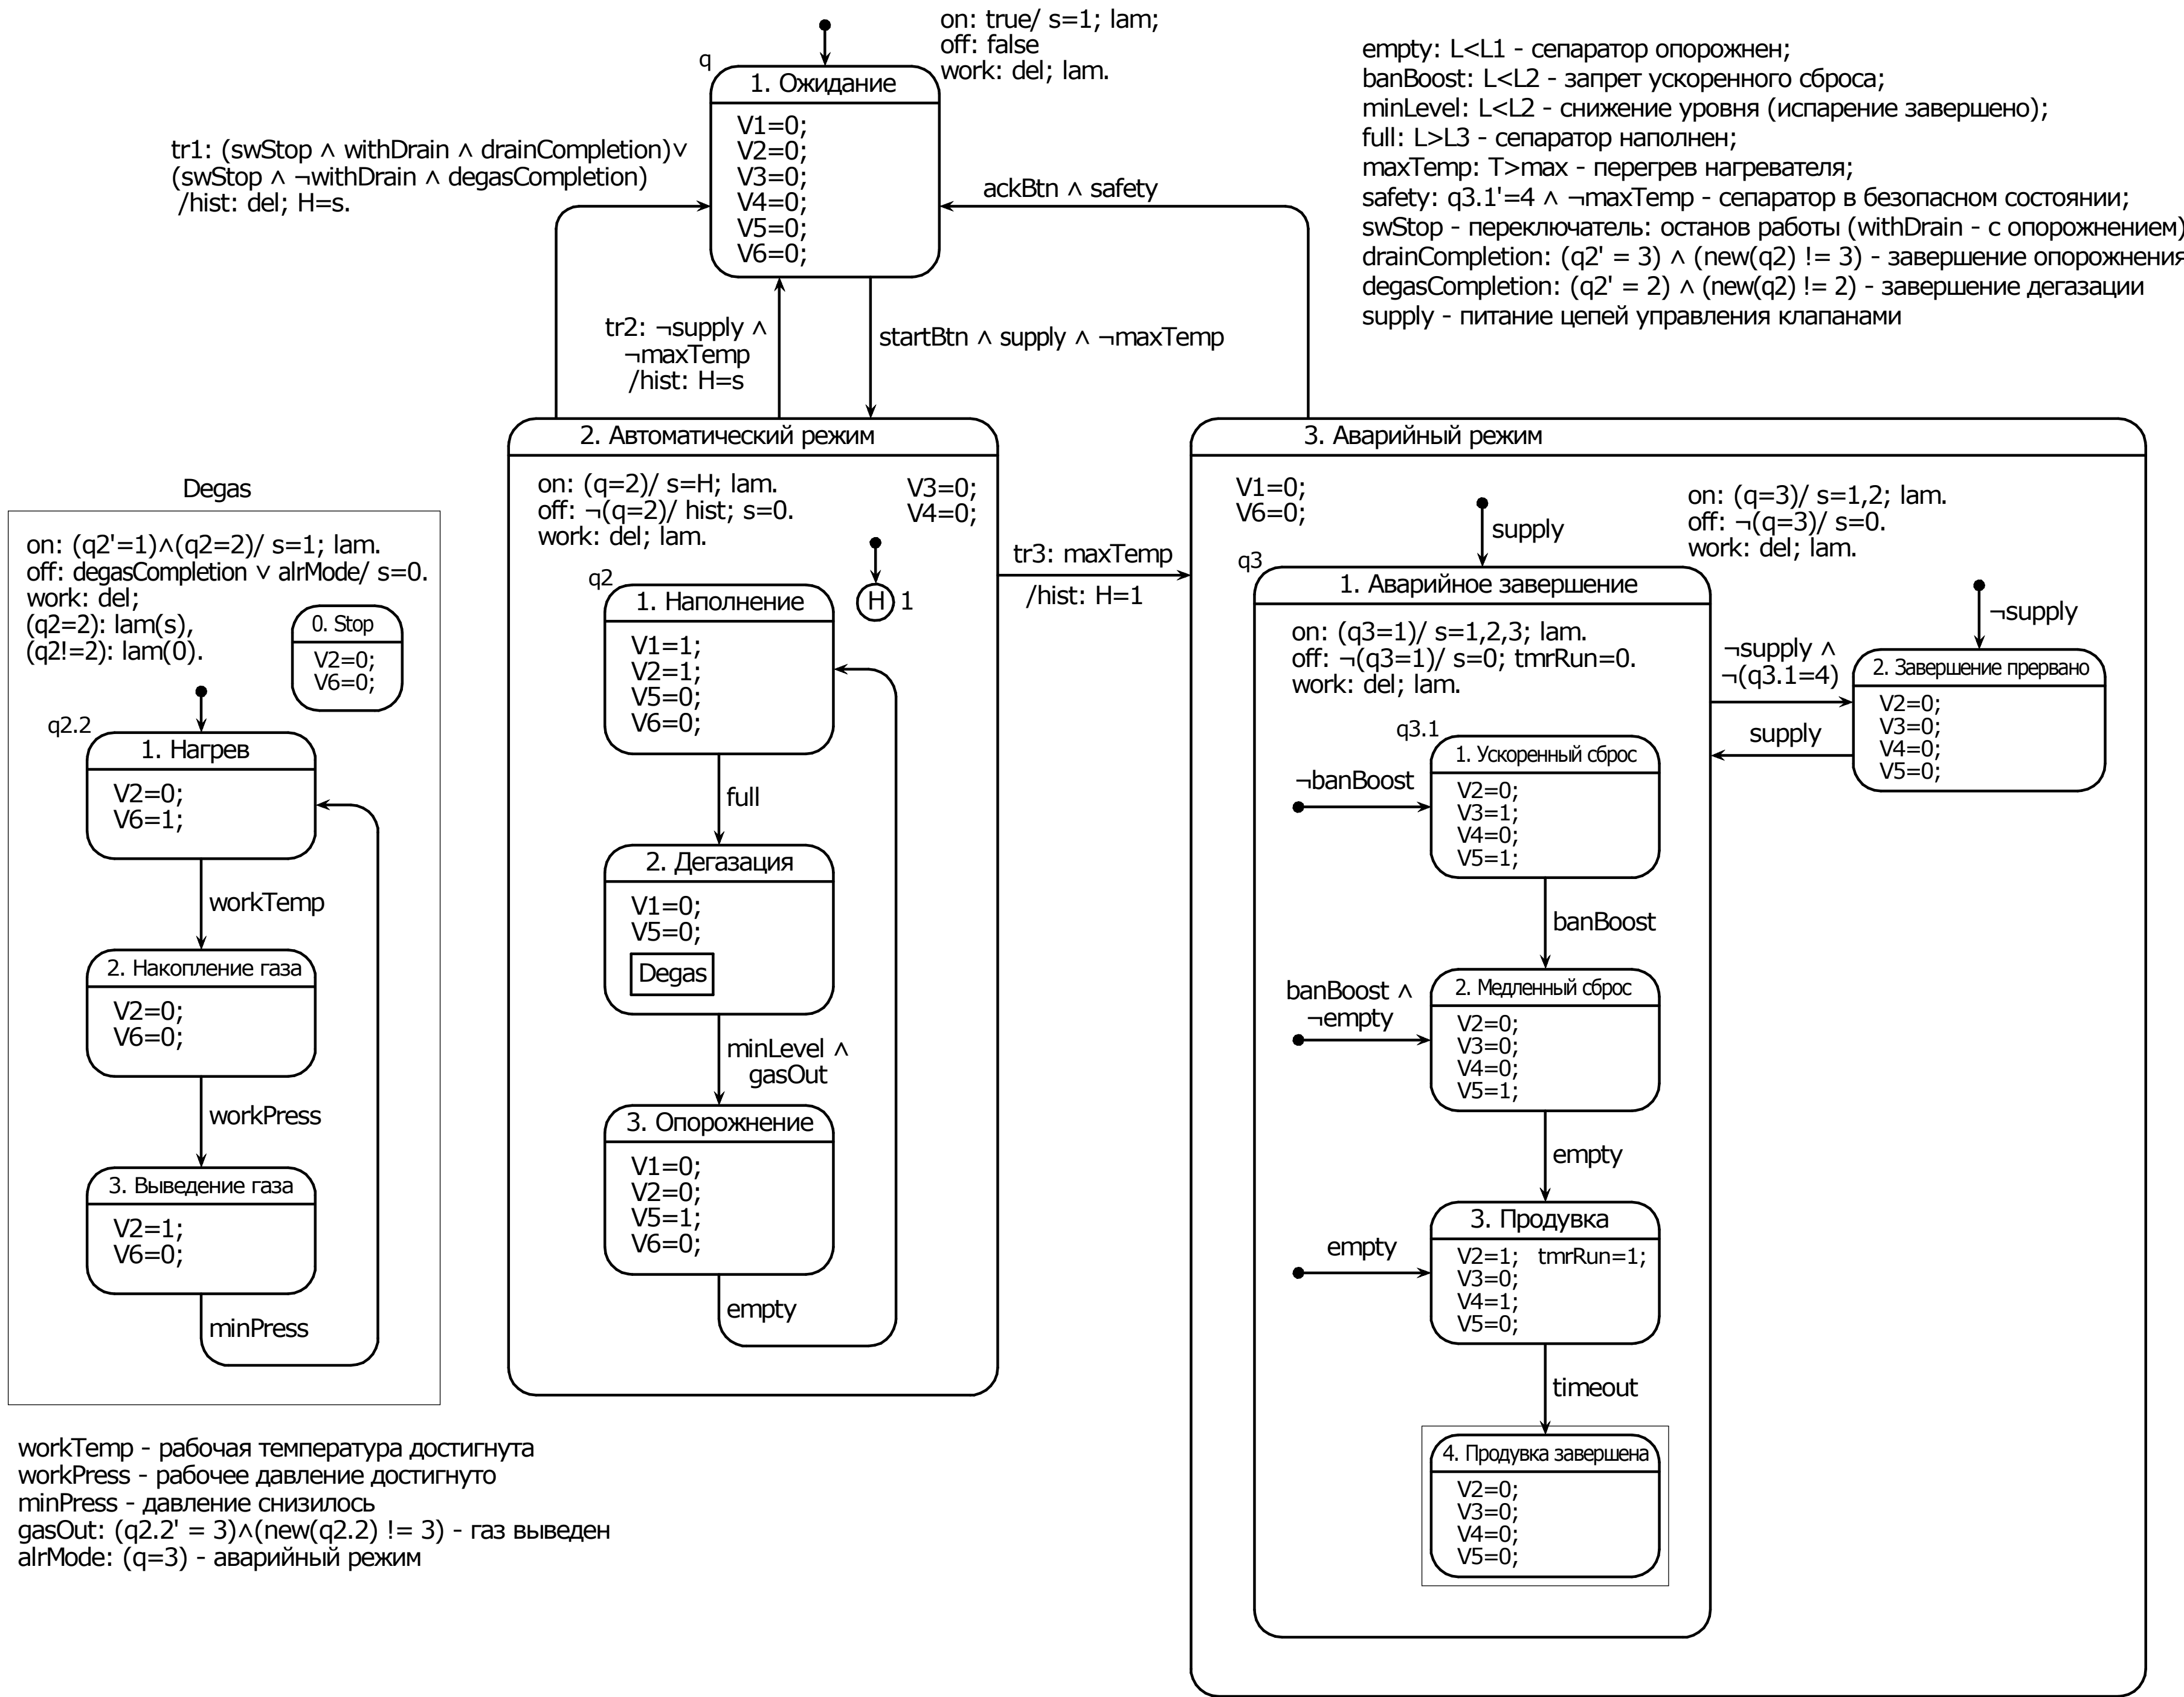 on: true/ s=1; lam;
off: false
work: del; lam.
q
1. Ожидание
V1=0;
V2=0;
V3=0;
V4=0;
V5=0;
V6=0;
empty: L<L1 - сепаратор опорожнен;
banBoost: L<L2 - запрет ускоренного сброса;
minLevel: L<L2 - снижение уровня (испарение завершено);
full: L>L3 - сепаратор наполнен;
maxTemp: T>max - перегрев нагревателя;
safety: q3.1'=4 ∧ ¬maxTemp - сепаратор в безопасном состоянии;
swStop - переключатель: останов работы (withDrain - с опорожнением)
drainCompletion: (q2' = 3) ∧ (new(q2) != 3) - завершение опорожнения
degasCompletion: (q2' = 2) ∧ (new(q2) != 2) - завершение дегазации
supply - питание цепей управления клапанами
tr1: (swStop ∧ withDrain ∧ drainCompletion)∨
(swStop ∧ ¬withDrain ∧ degasCompletion)
/hist: del; H=s.
ackBtn ∧ safety
tr2: ¬supply ∧
¬maxTemp
/hist: H=s
startBtn ∧ supply ∧ ¬maxTemp
2. Автоматический режим
on: (q=2)/ s=H; lam.
off: ¬(q=2)/ hist; s=0.
work: del; lam.
V3=0;
V4=0;
H 1
q2
1. Наполнение
V1=1;
V2=1;
V5=0;
V6=0;
full
2. Дегазация
V1=0;
V5=0;
Degas
minLevel ∧
gasOut
3. Опорожнение
V1=0;
V2=0;
V5=1;
V6=0;
empty
tr3: maxTemp
/hist: H=1
Degas
on: (q2'=1)∧(q2=2)/ s=1; lam.
off: degasCompletion ∨ alrMode/ s=0.
work: del;
(q2=2): lam(s),
(q2!=2): lam(0).
0. Stop
V2=0;
V6=0;
q2.2
1. Нагрев
V2=0;
V6=1;
workTemp
2. Накопление газа
V2=0;
V6=0;
workPress
3. Выведение газа
V2=1;
V6=0;
minPress
workTemp - рабочая температура достигнута
workPress - рабочее давление достигнуто
minPress - давление снизилось
gasOut: (q2.2' = 3)∧(new(q2.2) != 3) - газ выведен
alrMode: (q=3) - аварийный режим
3. Аварийный режим
V1=0;
V6=0;
supply
on: (q=3)/ s=1,2; lam.
off: ¬(q=3)/ s=0.
work: del; lam.
q3
1. Аварийное завершение
on: (q3=1)/ s=1,2,3; lam.
off: ¬(q3=1)/ s=0; tmrRun=0.
work: del; lam.
¬supply
¬supply ∧
¬(q3.1=4)
supply
2. Завершение прервано
V2=0;
V3=0;
V4=0;
V5=0;
q3.1
¬banBoost
1. Ускоренный сброс
V2=0;
V3=1;
V4=0;
V5=1;
banBoost
banBoost ∧
¬empty
2. Медленный сброс
V2=0;
V3=0;
V4=0;
V5=1;
empty
empty
3. Продувка
V2=1; tmrRun=1;
V3=0;
V4=1;
V5=0;
timeout
4. Продувка завершена
V2=0;
V3=0;
V4=0;
V5=0;